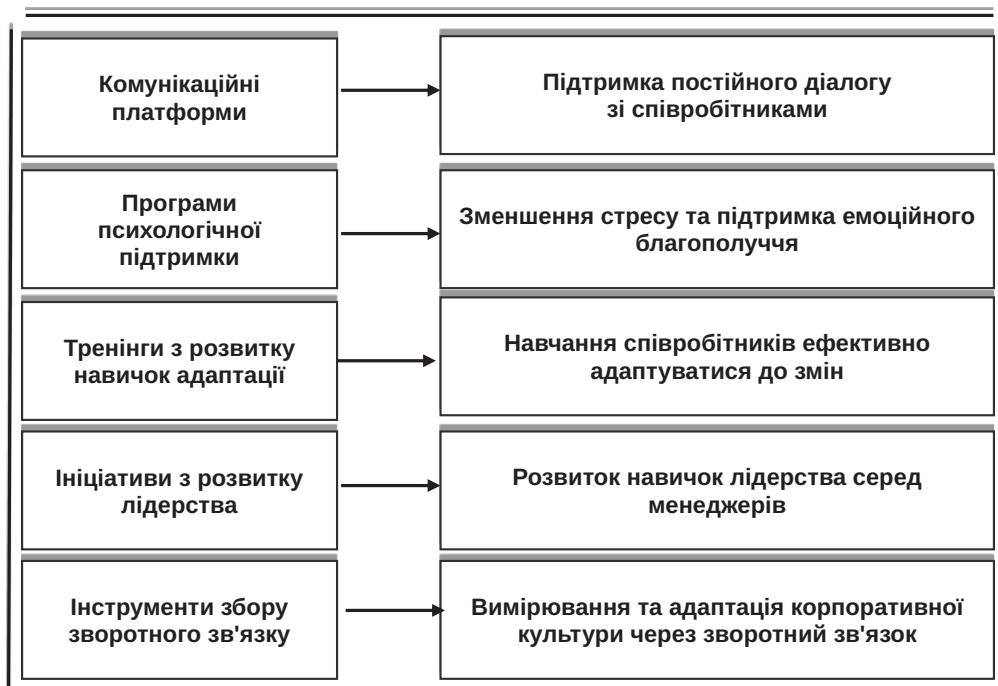 Комунікаційні
платформи
Підтримка постійного діалогу
зі співробітниками
Програми
психологічної
підтримки
Зменшення стресу та підтримка емоційного
благополуччя
Тренінги з розвитку
навичок адаптації
Навчання співробітників ефективно
адаптуватися до змін
Ініціативи з розвитку
лідерства
Розвиток навичок лідерства серед
менеджерів
Інструменти збору
зворотного зв'язку
Вимірювання та адаптація корпоративної
культури через зворотний зв'язок